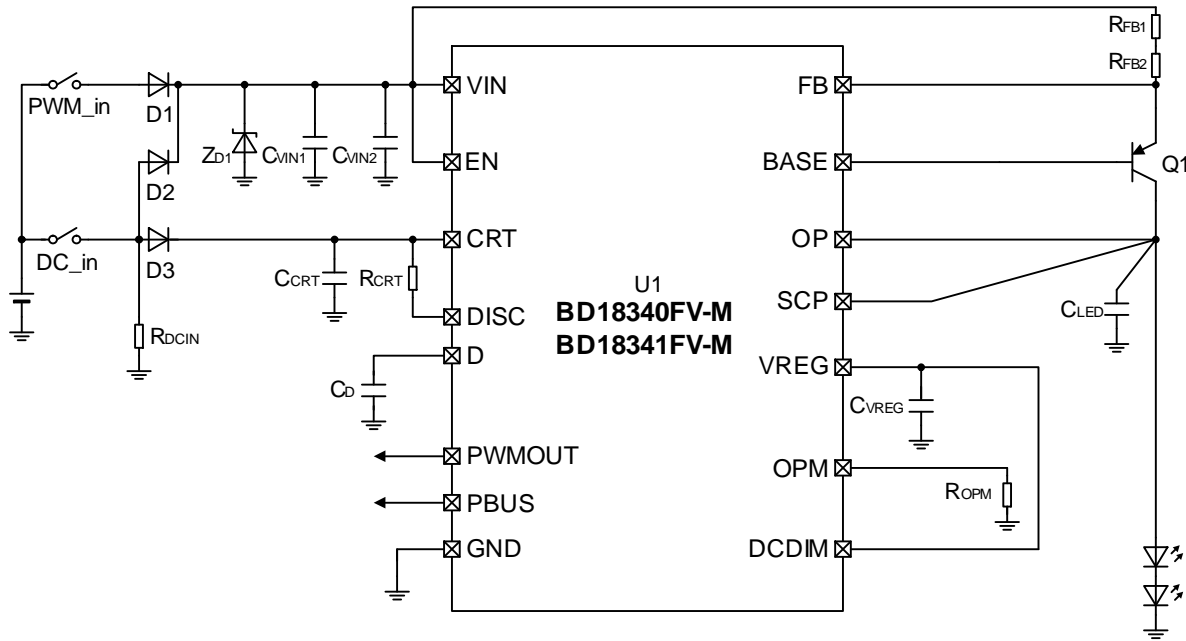 RFB1
RFB2
PWM_in
D1
ZD1
CVIN1
CVIN2
VIN
FB
D2
EN
BASE
Q1
DC_in
D3
CRT
OP
CCRT
RCRT
U1
BD18340FV-M
BD18341FV-M
SCP
CLED
RDCIN
DISC
D
VREG
CD
CVREG
PWMOUT
OPM
ROPM
PBUS
GND
DCDIM